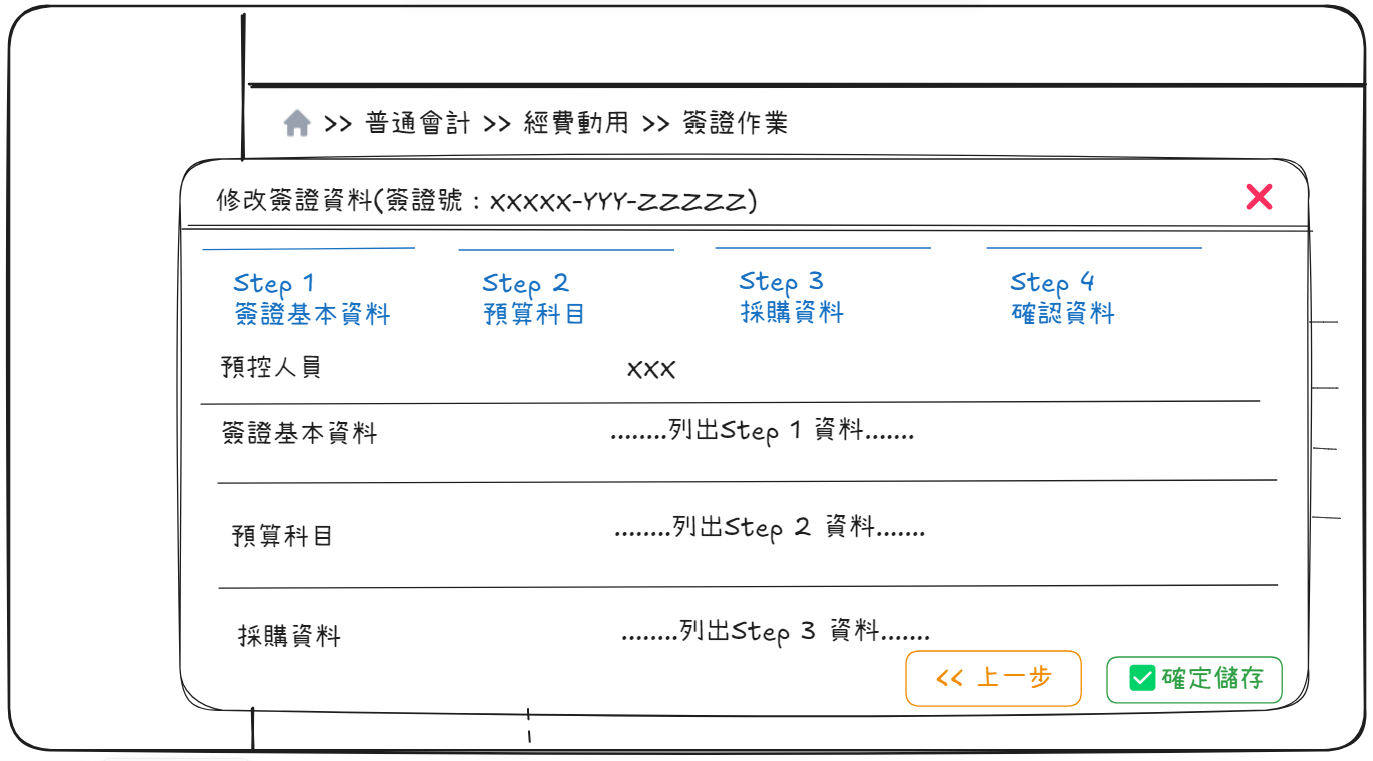 >> 普通會計 >> 經費動用 >> 簽證作業
修改簽證資料(簽證號：XXXXX-YYY-ZZZZZ)
Step 1
簽證基本資料
Step 2
預算科目
Step 3
採購資料
Step 4
確認資料
預控人員
XXX
簽證基本資料
........列出Step 1 資料.......
預算科目
........列出Step 2 資料.......
採購資料
........列出Step 3 資料.......
<< 上一步
確定儲存